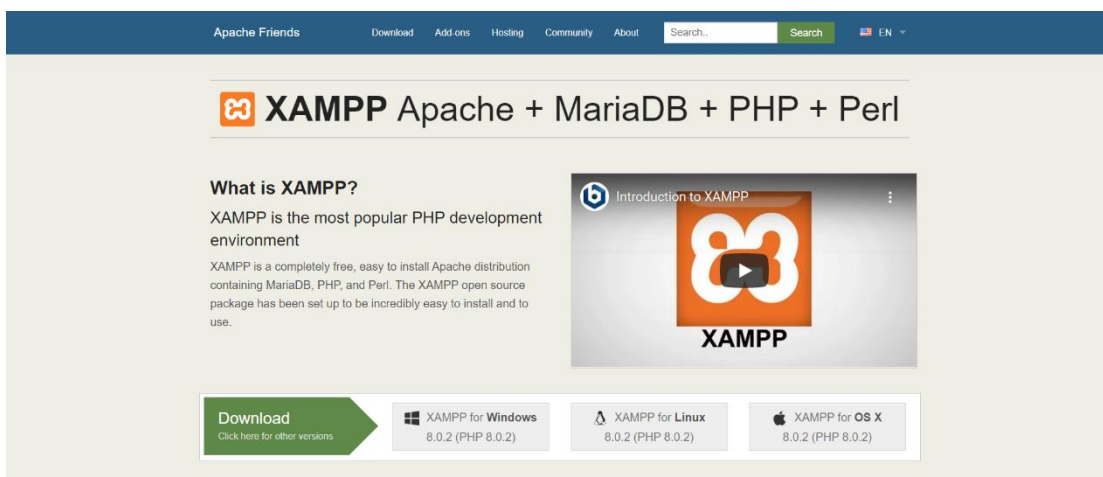 Apache Friends
Download
Add-ons
Hosting
Community
About
Search..
Search
EN
XAMPP Apache + MariaDB + PHP + Perl
What is XAMPP?
XAMPP is the most popular PHP development
environment
XAMPP is a completely free, easy to install Apache distribution
containing MariaDB, PHP, and Perl. The XAMPP open source
package has been set up to be incredibly easy to install and to
use.
Introduction to XAMPP
XAMPP
Download
Click here for other versions
XAMPP for Windows
8.0.2 (PHP 8.0.2)
XAMPP for Linux
8.0.2 (PHP 8.0.2)
XAMPP for OS X
8.0.2 (PHP 8.0.2)